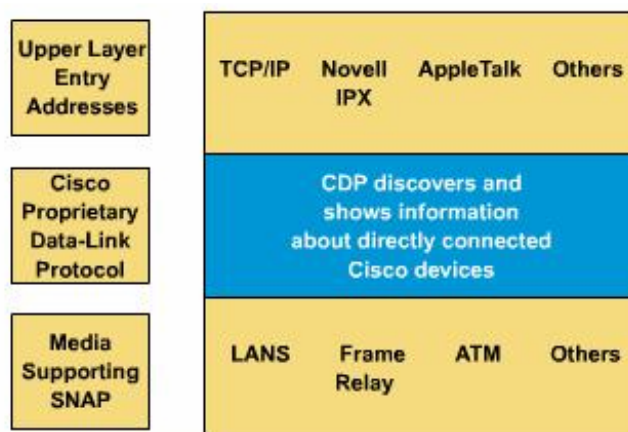 Upper Layer
Entry
Addresses
TCP/IP Novell AppleTalk Others
IPX
Cisco
Proprietary
Data-Link
Protocol
CDP discovers and
shows information
about directly connected
Cisco devices
Media
Supporting
SNAP
LANS Frame ATM Others
Relay